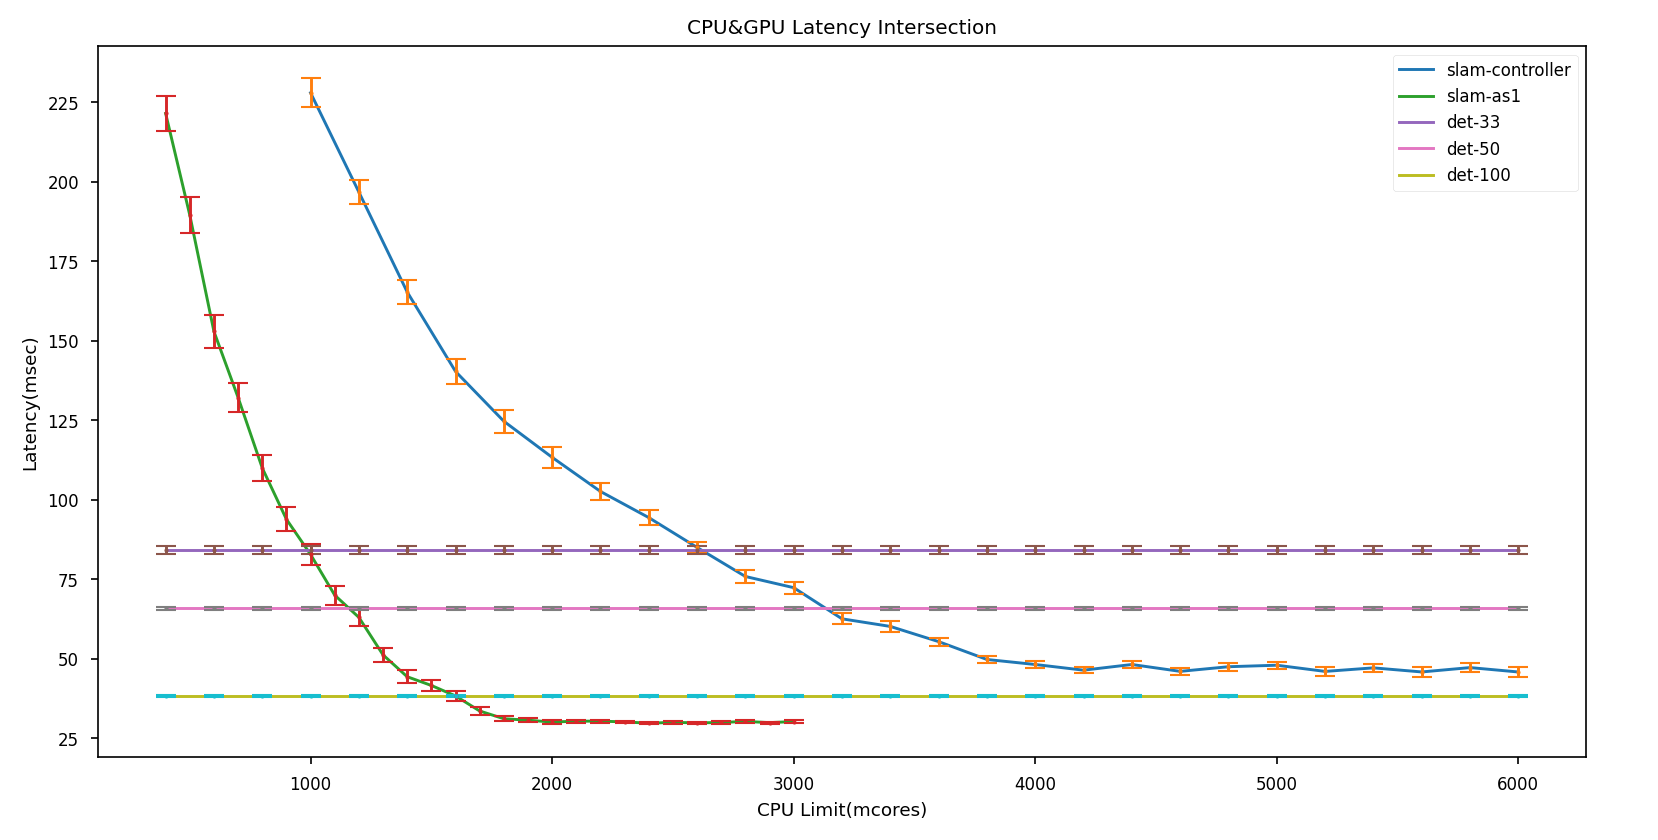 CPU&GPU Latency Intersection
slam-controller
slam-as1
det-33
det-50
det-100
Latency(msec)
225
200
175
150
125
100
75
50
25
1000 2000 3000 4000 5000 6000
CPU Limit(mcores)